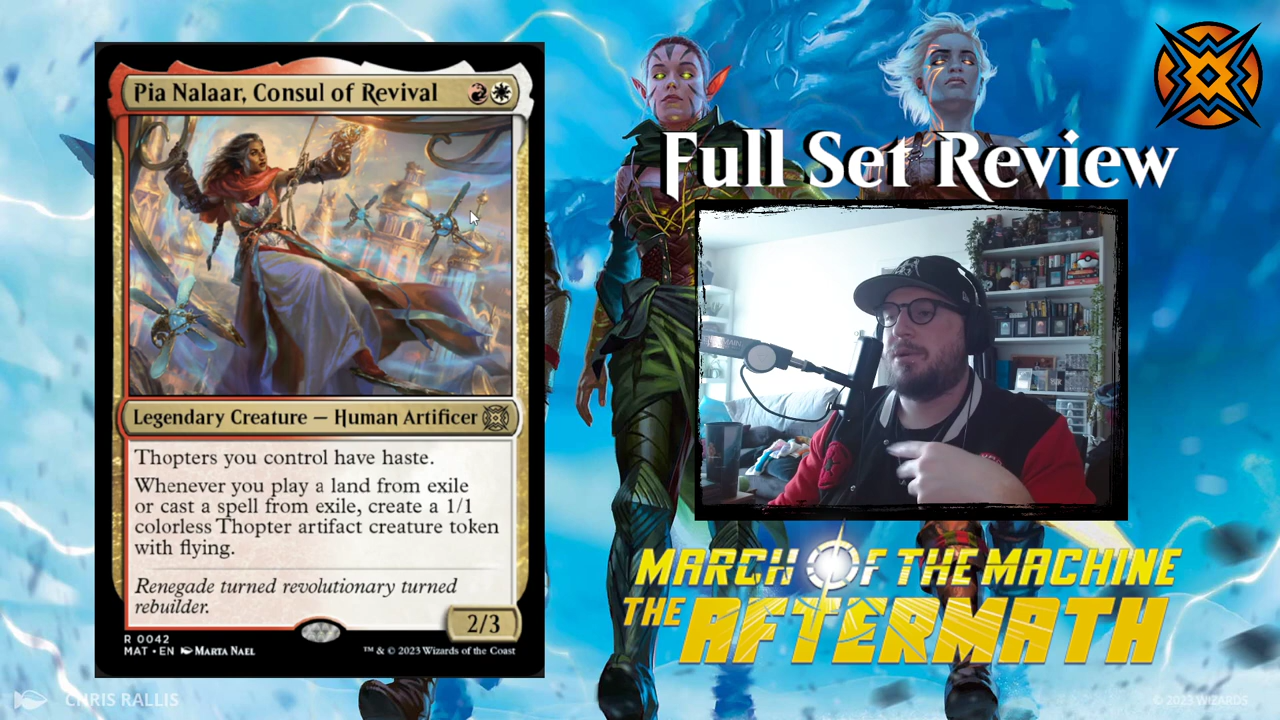 Pia Nalaar, Consul of Revival
Legendary Creature — Human Artificer
Thopters you control have haste.
Whenever you play a land from exile
or cast a spell from exile, create a 1/1
colorless Thopter artifact creature token
with flying.
Renegade turned revolutionary turned
rebuilder.
2/3
R 0042
MAT • EN MARTA NAEL
™ & © 2023 Wizards of the Coast
Full Set Review
MARCH OF THE MACHINE
THE AFTERMATH
CHRIS RALLIS
© 2023 WIZARDS